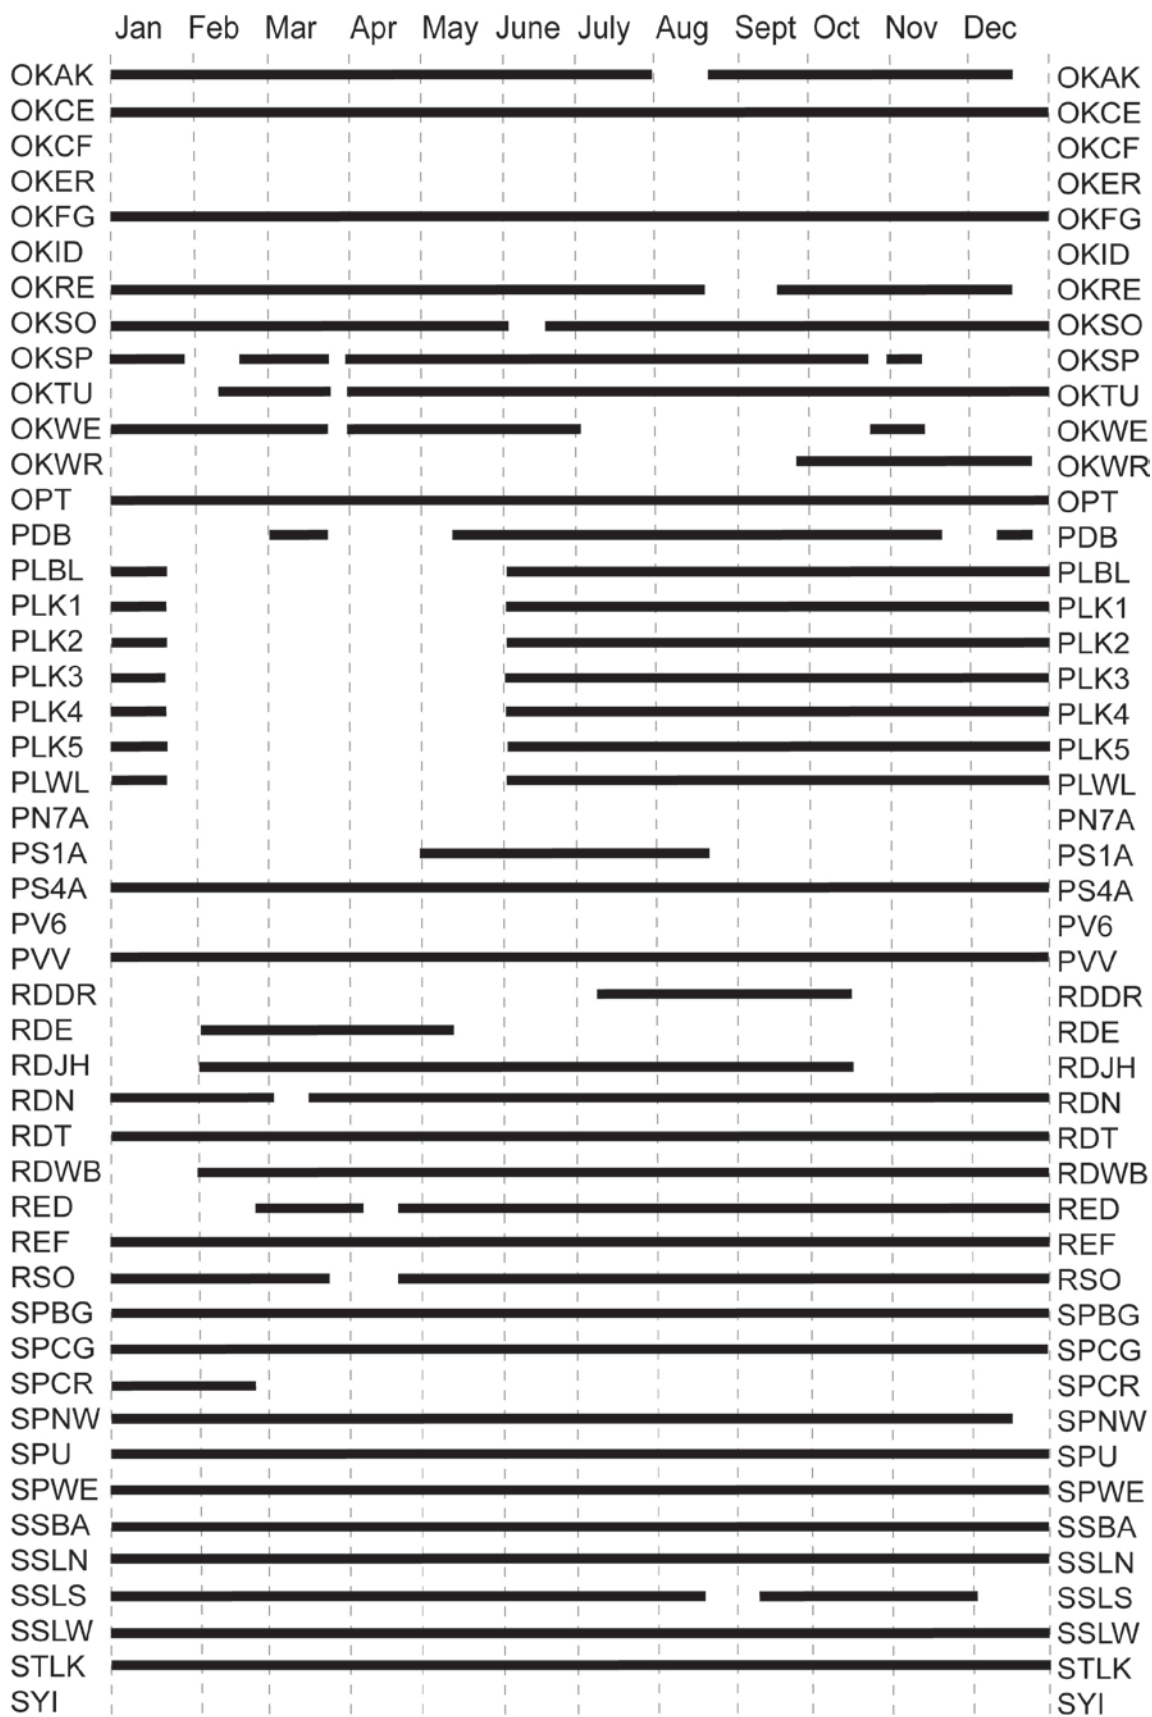 Jan Feb Mar Apr May June July Aug Sept Oct Nov Dec
OKAK OKAK
OKCE OKCE
OKCF OKCF
OKER OKER
OKFG OKFG
OKID OKID
OKRE OKRE
OKSO OKSO
OKSP OKSP
OKTU OKTU
OKWE OKWE
OKWR OKWR
OPT OPT
PDB PDB
PLBL PLBL
PLK1 PLK1
PLK2 PLK2
PLK3 PLK3
PLK4 PLK4
PLK5 PLK5
PLWL PLWL
PN7A PN7A
PS1A PS1A
PS4A PS4A
PV6 PV6
PVV PVV
RDDR RDDR
RDE RDE
RDJH RDJH
RDN RDN
RDT RDT
RDWB RDWB
RED RED
REF REF
RSO RSO
SPBG SPBG
SPCG SPCG
SPCR SPCR
SPNW SPNW
SPU SPU
SPWE SPWE
SSBA SSBA
SSLN SSLN
SSLS SSLS
SSLW SSLW
STLK STLK
SYI SYI